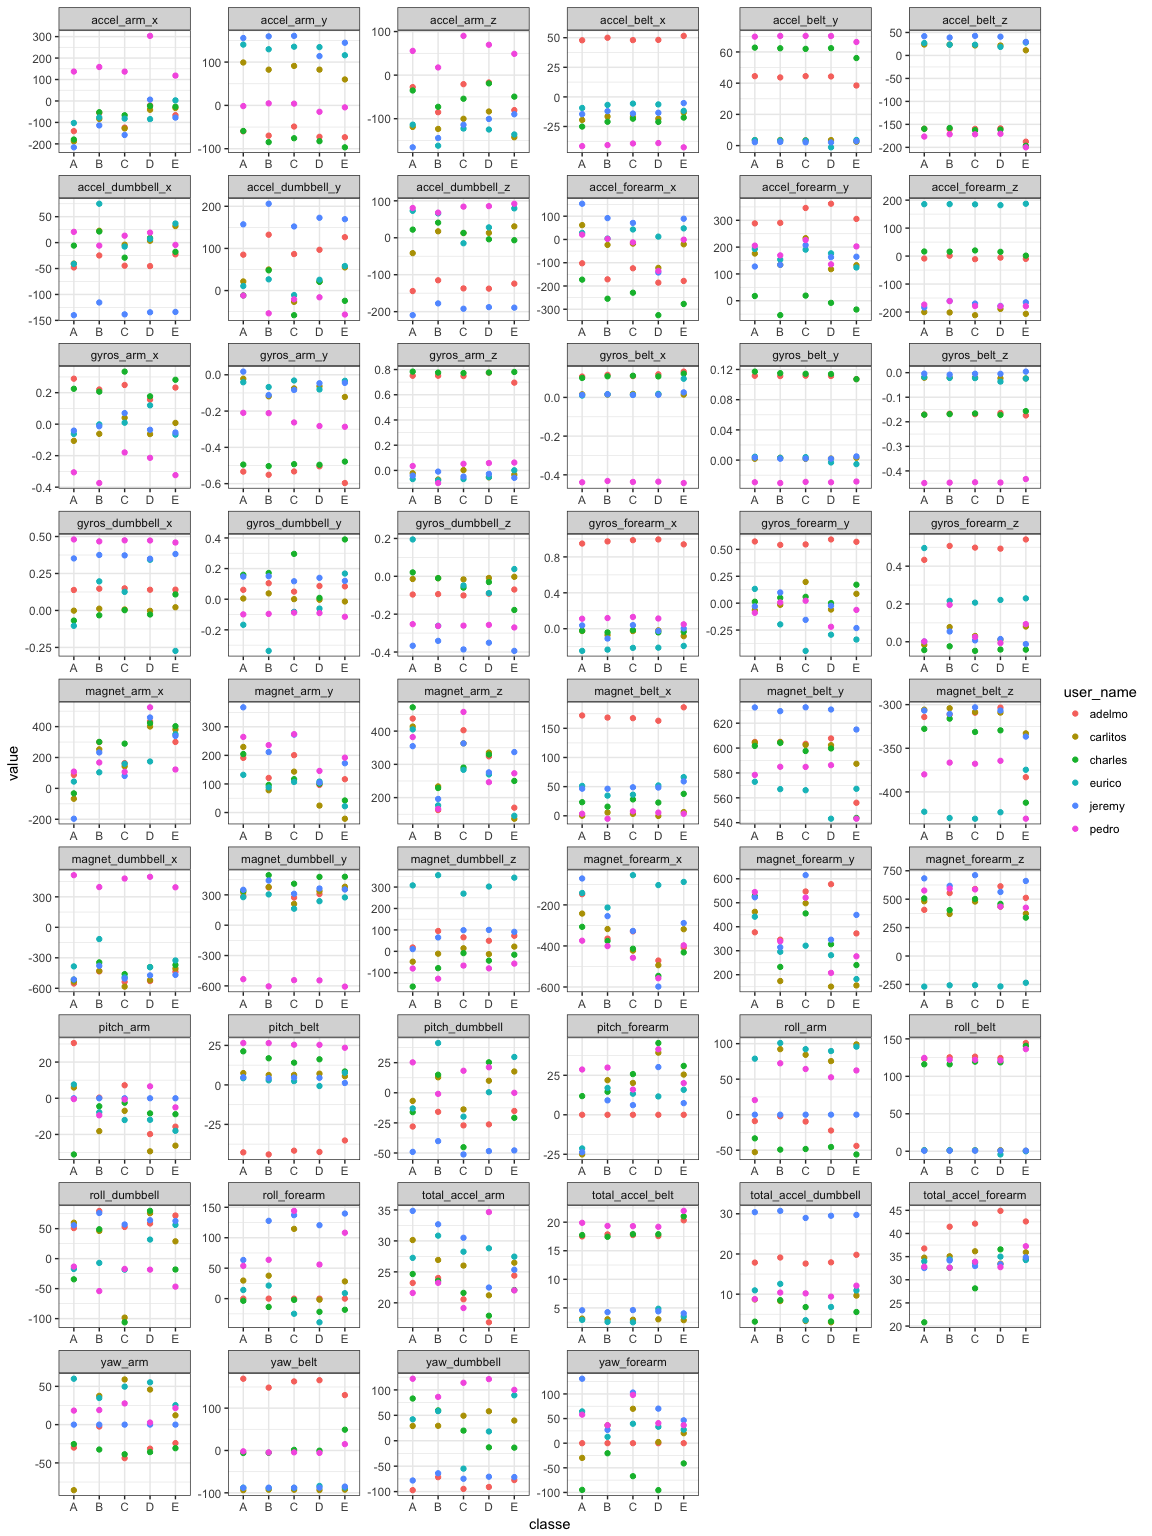 accel_arm_x accel_arm_y accel_arm_z accel_belt_x accel_belt_y accel_belt_z
300 200 100 0 -100 -200
100 0 -100
100 0 -100
50 25 0 -25
60 40 20 0
50 0 -50 -100 -150 -200
A B C D E A B C D E A B C D E A B C D E A B C D E A B C D E
accel_dumbbell_x accel_dumbbell_y accel_dumbbell_z accel_forearm_x accel_forearm_y accel_forearm_z
50 0 -50 -100 -150
200 100 0
100 0 -100 -200
100 0 -100 -200 -300
300 200 100 0
200 100 0 -100 -200
A B C D E A B C D E A B C D E A B C D E A B C D E A B C D E
gyros_arm_x gyros_arm_y gyros_arm_z gyros_belt_x gyros_belt_y gyros_belt_z
0.2 0.0 -0.2 -0.4
0.0 -0.2 -0.4 -0.6
0.8 0.6 0.4 0.2 0.0
0.0 -0.2 -0.4
0.12 0.08 0.04 0.00
0.0 -0.1 -0.2 -0.3 -0.4
A B C D E A B C D E A B C D E A B C D E A B C D E A B C D E
gyros_dumbbell_x gyros_dumbbell_y gyros_dumbbell_z gyros_forearm_x gyros_forearm_y gyros_forearm_z
0.50 0.25 0.00 -0.25
0.4 0.2 0.0 -0.2
0.2 0.0 -0.2 -0.4
0.8 0.4 0.0
0.50 0.25 0.00 -0.25
0.4 0.2 0.0
A B C D E A B C D E A B C D E A B C D E A B C D E A B C D E
magnet_arm_x magnet_arm_y magnet_arm_z magnet_belt_x magnet_belt_y magnet_belt_z
400 200 0 -200
300 200 100 0
400 300 200
150 100 50 0
620 600 580 560 540
-300 -350 -400
A B C D E A B C D E A B C D E A B C D E A B C D E A B C D E
magnet_dumbbell_x magnet_dumbbell_y magnet_dumbbell_z magnet_forearm_x magnet_forearm_y magnet_forearm_z
300 0 -300 -600
300 0 -300 -600
300 200 100 0 -100
-200 -400 -600
600 500 400 300 200
750 500 250 0 -250
A B C D E A B C D E A B C D E A B C D E A B C D E A B C D E
pitch_arm pitch_belt pitch_dumbbell pitch_forearm roll_arm roll_belt
20 0 -20
25 0 -25
25 0 -25 -50
25 0 -25
100 50 0 -50
150 100 50 0
A B C D E A B C D E A B C D E A B C D E A B C D E A B C D E
roll_dumbbell roll_forearm total_accel_arm total_accel_belt total_accel_dumbbell total_accel_forearm
50 0 -50 -100
150 100 50 0
35 30 25 20
20 15 10 5
30 20 10
45 40 35 30 25 20
A B C D E A B C D E A B C D E A B C D E A B C D E A B C D E
yaw_arm yaw_belt yaw_dumbbell yaw_forearm
50 0 -50
100 0 -100
100 50 0 -50 -100
100 50 0 -50 -100
A B C D E A B C D E A B C D E A B C D E
value
classe
user_name
adelmo
carlitos
charles
eurico
jeremy
pedro